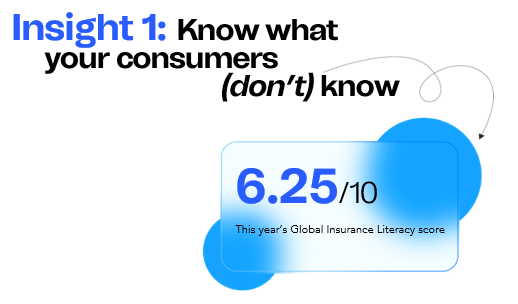 Insight 1: Know what
your consumers
(don't) know
6.25/10
This year's Global Insurance Literacy score